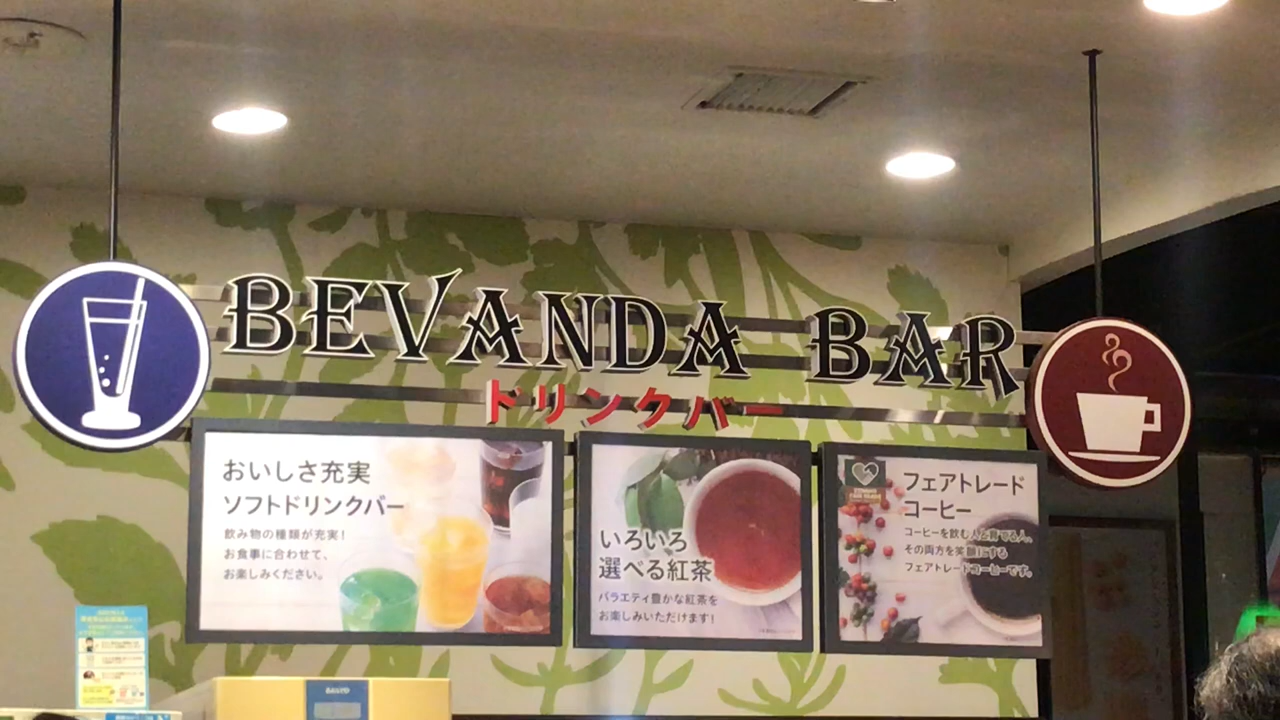 BEVANDA BAR
ドリンクバー
おいしさ充実
ソフトドリンクバー
飲み物の種類が充実!
お食事に合わせて、
お楽しみください。
いろいろ
選べる紅茶
バラエティ豊かな紅茶を
お楽しみいただけます!
フェアトレード
コーヒー
コーヒーを飲む人と育てる人、
その両方を笑顔にする
フェアトレードコーヒーです。